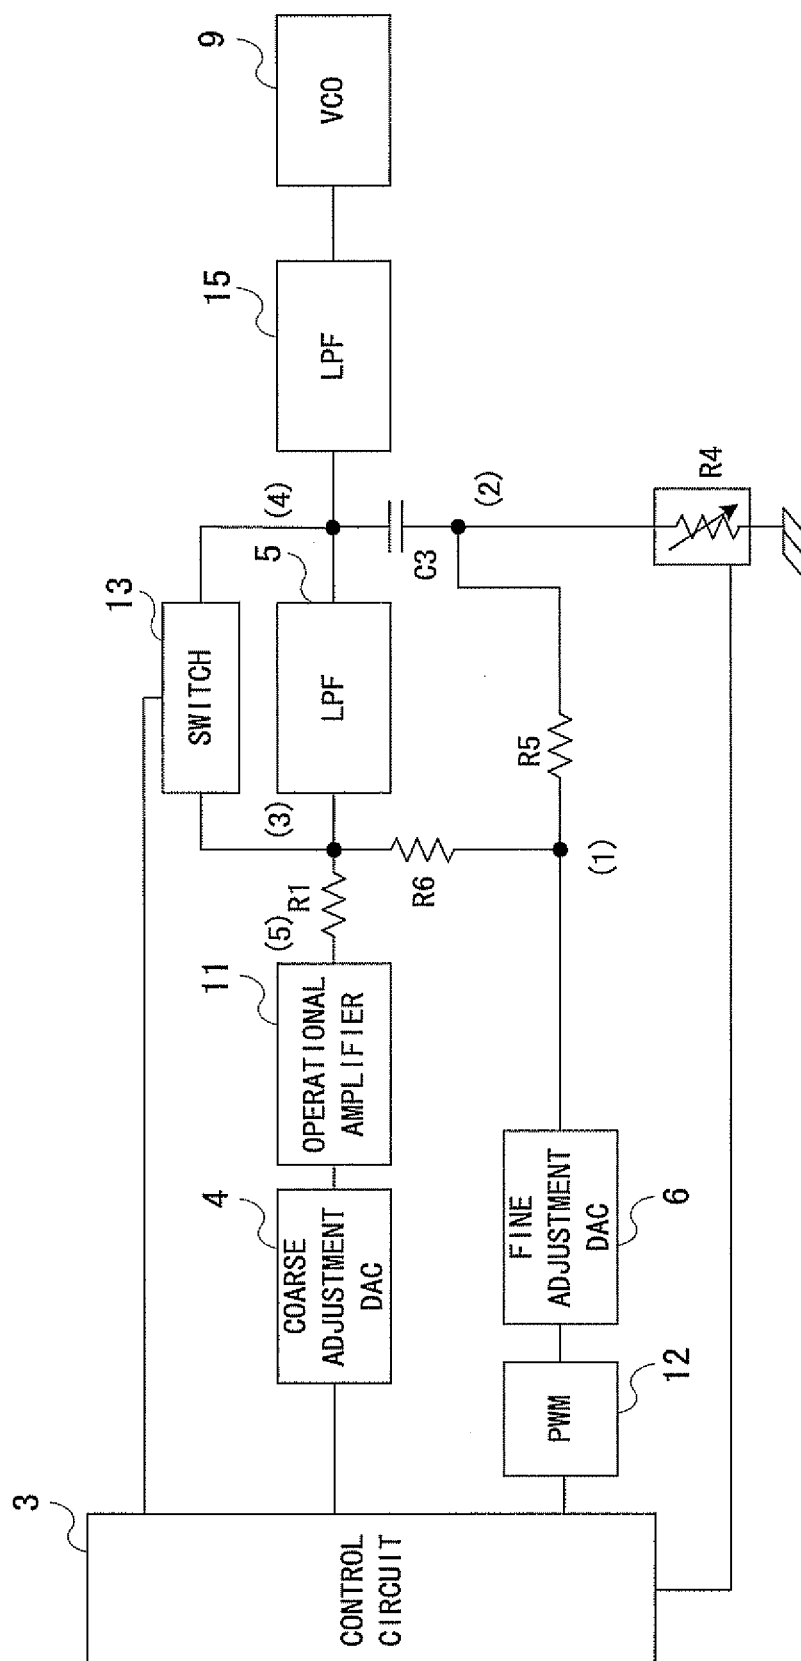 3
CONTROL
CIRCUIT
4
COARSE
ADJUSTMENT
DAC
11
OPERATIONAL
AMPLIFIER
(5)
R1
(3)
13
SWITCH
5
LPF
(4)
15
LPF
9
VCO
12
PWM
6
FINE
ADJUSTMENT
DAC
(1)
R6
R5
C3
(2)
R4